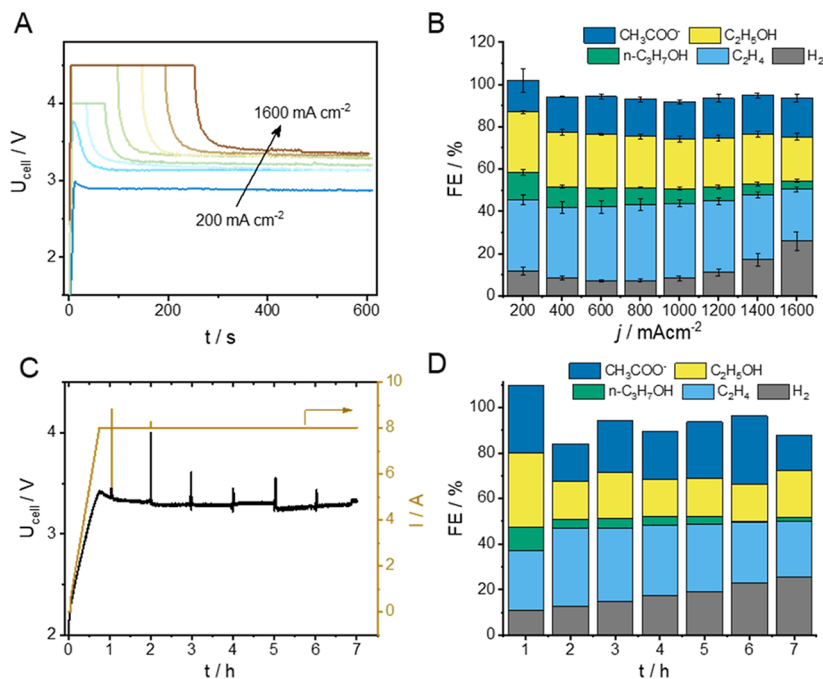 A
U_cell / V
4
3
2
1600 mA cm⁻²
200 mA cm⁻²
0
200
400
600
t / s
B
CH₃COO⁻
C₂H₅OH
n-C₃H₇OH
C₂H₄
H₂
FE / %
120
100
80
60
40
20
0
200
400
600
800
1000
1200
1400
1600
j / mAcm⁻²
C
U_cell / V
4
3
2
10
8
6
4
2
0
I / A
0
1
2
3
4
5
6
7
t / h
D
CH₃COO⁻
C₂H₅OH
n-C₃H₇OH
C₂H₄
H₂
FE / %
100
80
60
40
20
0
1
2
3
4
5
6
7
t / h